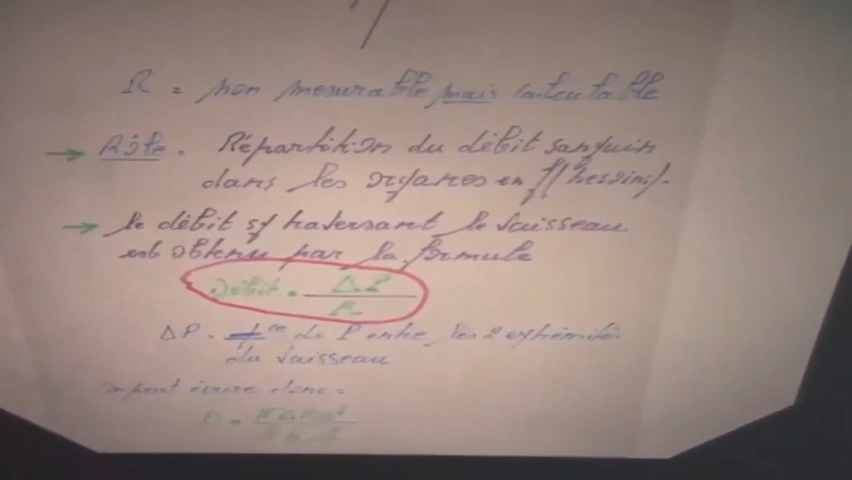 R = non mesurable mais calculable
→ Rôle. Répartition du débit sanguin
dans les organes en f(besoins).
→ le débit sg traversant le vaisseau
est obtenu par la formule
Débit = ΔP / R
ΔP = de P entre les 2 extrémités
du vaisseau
on peut écrire donc =